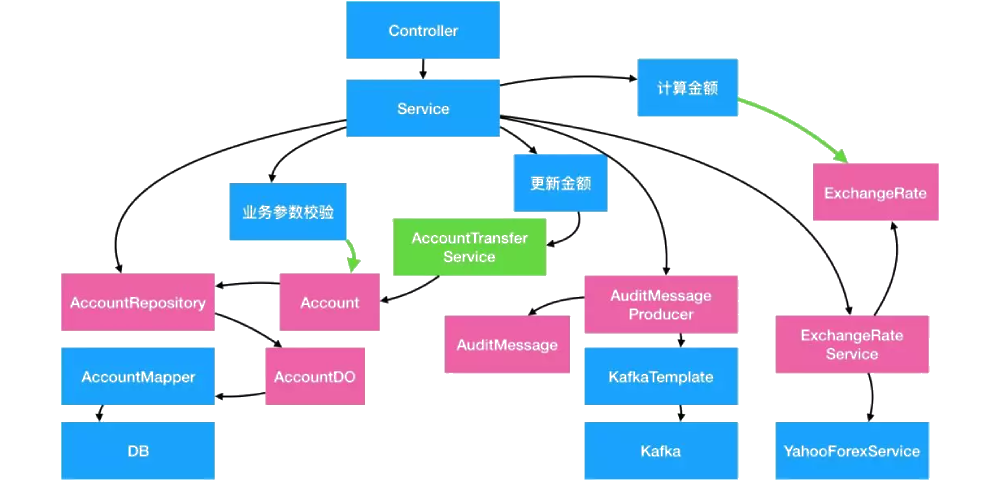 Controller
Service
计算金额
业务参数校验
更新金额
ExchangeRate
AccountTransfer
Service
AccountRepository
Account
AuditMessage
Producer
AuditMessage
ExchangeRate
Service
AccountMapper
AccountDO
KafkaTemplate
DB
Kafka
YahooForexService